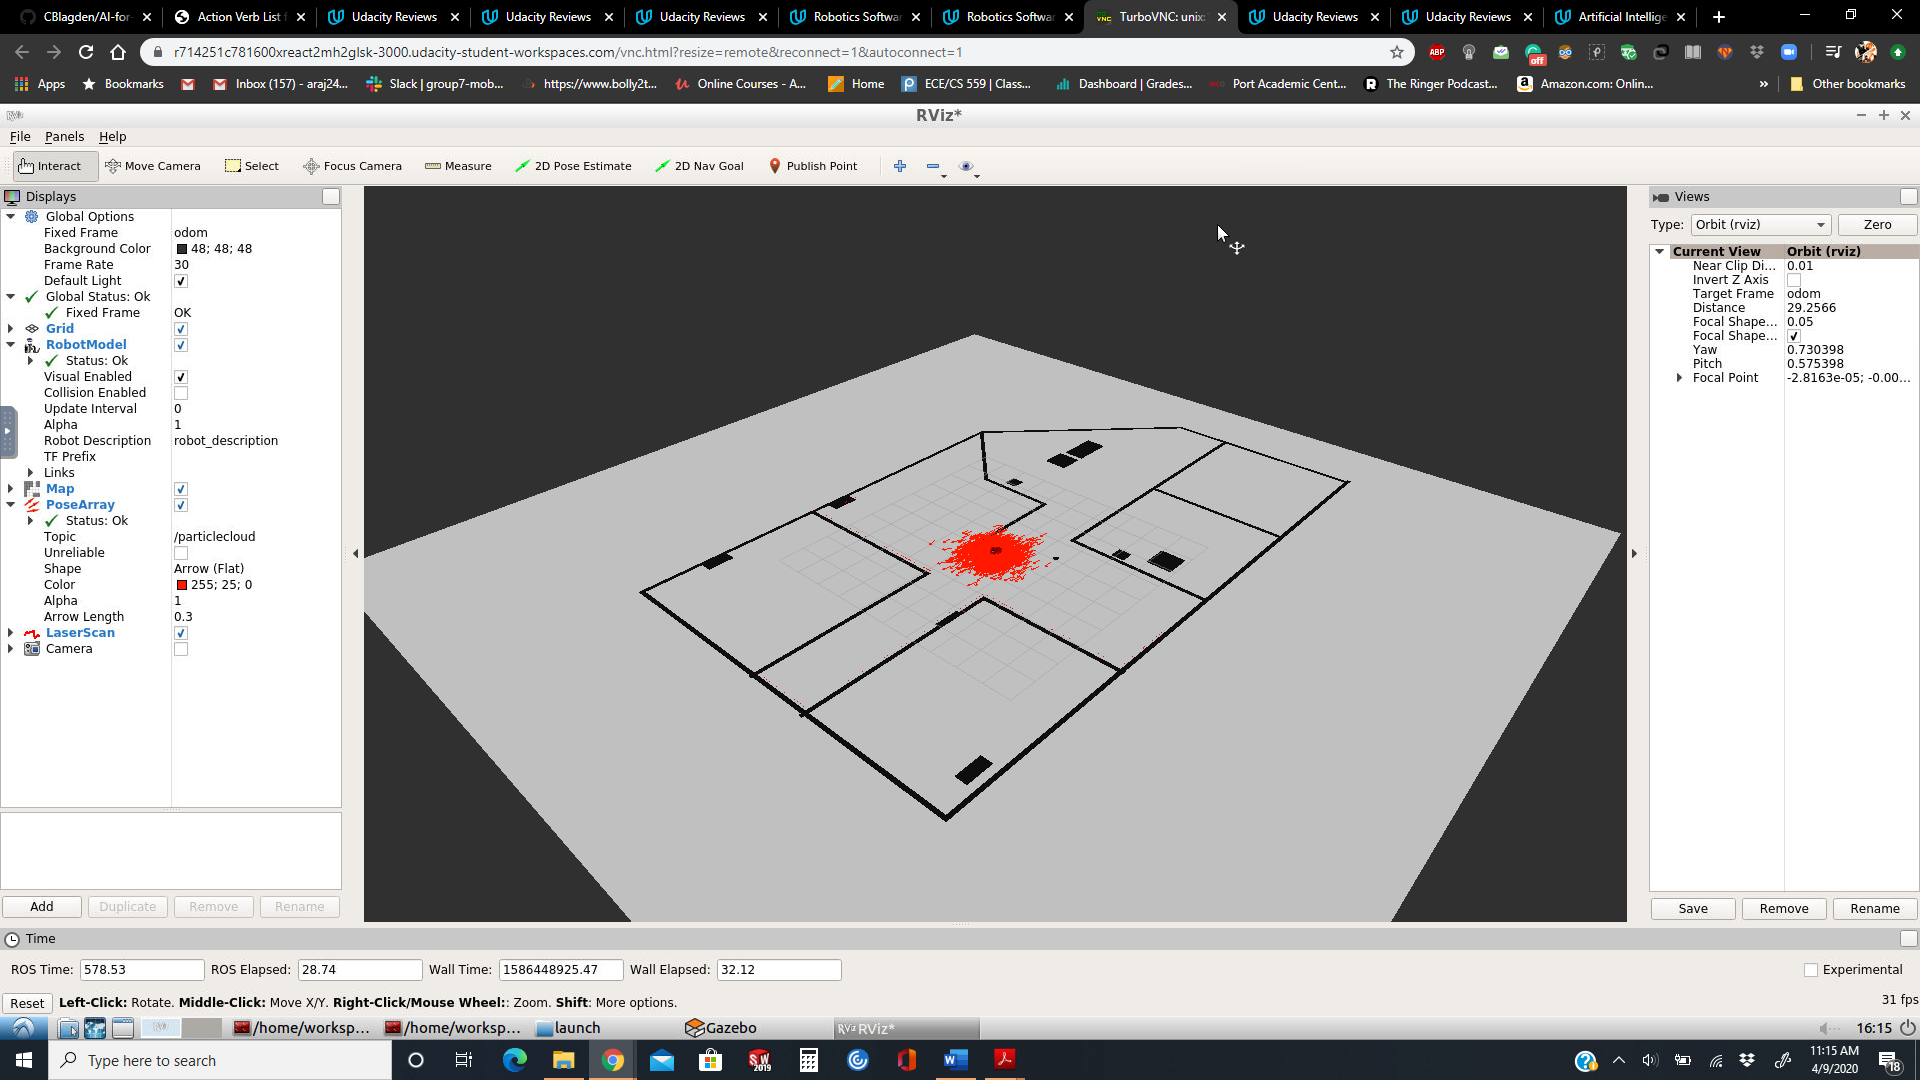 CBlagden/AI-for-
Action Verb List f
Udacity Reviews
Udacity Reviews
Udacity Reviews
Robotics Softwa
Robotics Softwa
TurboVNC: unix:
Udacity Reviews
Udacity Reviews
Artificial Intellige
r714251c781600xreact2mh2glsk-3000.udacity-student-workspaces.com/vnc.html?resize=remote&reconnect=1&autoconnect=1
ABP
off
Apps
Bookmarks
Inbox (157) - araj24...
Slack | group7-mob...
https://www.bolly2t...
Online Courses - A...
Home
ECE/CS 559 | Class...
Dashboard | Grades...
Port Academic Cent...
The Ringer Podcast...
Amazon.com: Onlin...
»
Other bookmarks
RViz*
File Panels Help
Interact Move Camera Select Focus Camera Measure 2D Pose Estimate 2D Nav Goal Publish Point
Displays
Global Options
Fixed Frame odom
Background Color 48; 48; 48
Frame Rate 30
Default Light
Global Status: Ok
Fixed Frame OK
Grid
RobotModel
Status: Ok
Visual Enabled
Collision Enabled
Update Interval 0
Alpha 1
Robot Description robot_description
TF Prefix
Links
Map
PoseArray
Status: Ok
Topic /particlecloud
Unreliable
Shape Arrow (Flat)
Color 255; 25; 0
Alpha 1
Arrow Length 0.3
LaserScan
Camera
Add Duplicate Remove Rename
Views
Type: Orbit (rviz) Zero
Current View Orbit (rviz)
Near Clip Di... 0.01
Invert Z Axis
Target Frame odom
Distance 29.2566
Focal Shape... 0.05
Focal Shape...
Yaw 0.730398
Pitch 0.575398
Focal Point -2.8163e-05; -0.00...
Save Remove Rename
Time
ROS Time: 578.53 ROS Elapsed: 28.74 Wall Time: 1586448925.47 Wall Elapsed: 32.12 Experimental
Reset Left-Click: Rotate. Middle-Click: Move X/Y. Right-Click/Mouse Wheel:: Zoom. Shift: More options. 31 fps
/home/worksp... /home/worksp... launch Gazebo RViz* 16:15
Type here to search
SW 2019
11:15 AM
4/9/2020
18